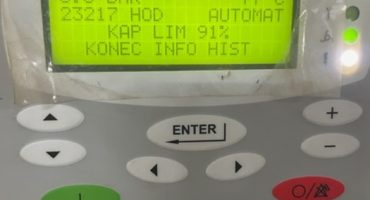 23217 HOD AUTOMAT
KAP LIM 91%
KONEC INFO HIST
ENTER
+
-